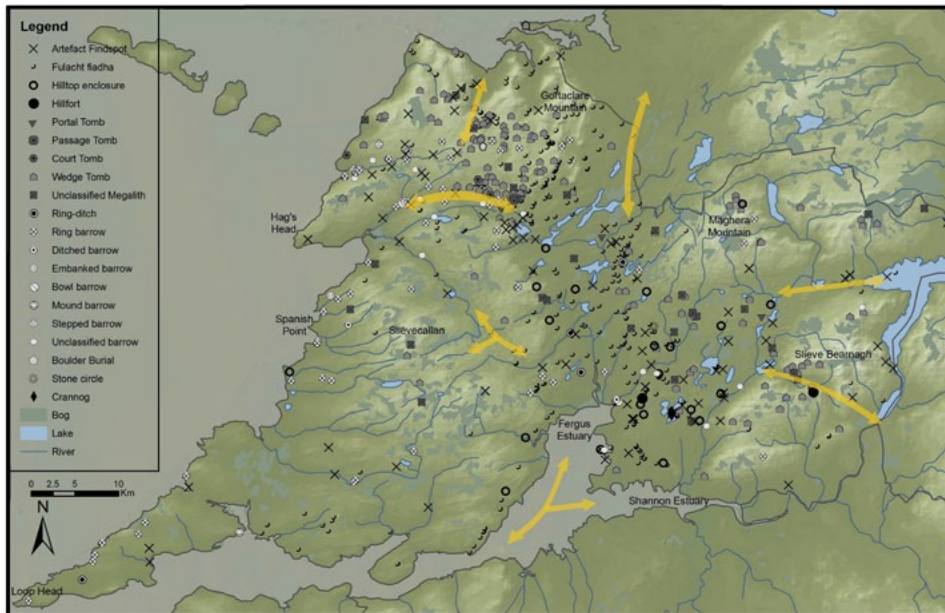 Legend
Artefact Findspot
Fulacht fiadha
Hilltop enclosure
Hillfort
Portal Tomb
Passage Tomb
Court Tomb
Wedge Tomb
Unclassified Megalith
Ring-ditch
Ring barrow
Ditched barrow
Embanked barrow
Bowl barrow
Mound barrow
Stepped barrow
Unclassified barrow
Boulder Burial
Stone circle
Crannog
Bog
Lake
River
10 5 0 10
Km
N
Gortaclare
Mountain
Hag's
Head
Maghera
Mountain
Spanish
Point
Slievecallan
Slieve Bearnagh
Fergus
Estuary
Shannon Estuary
Loop Head